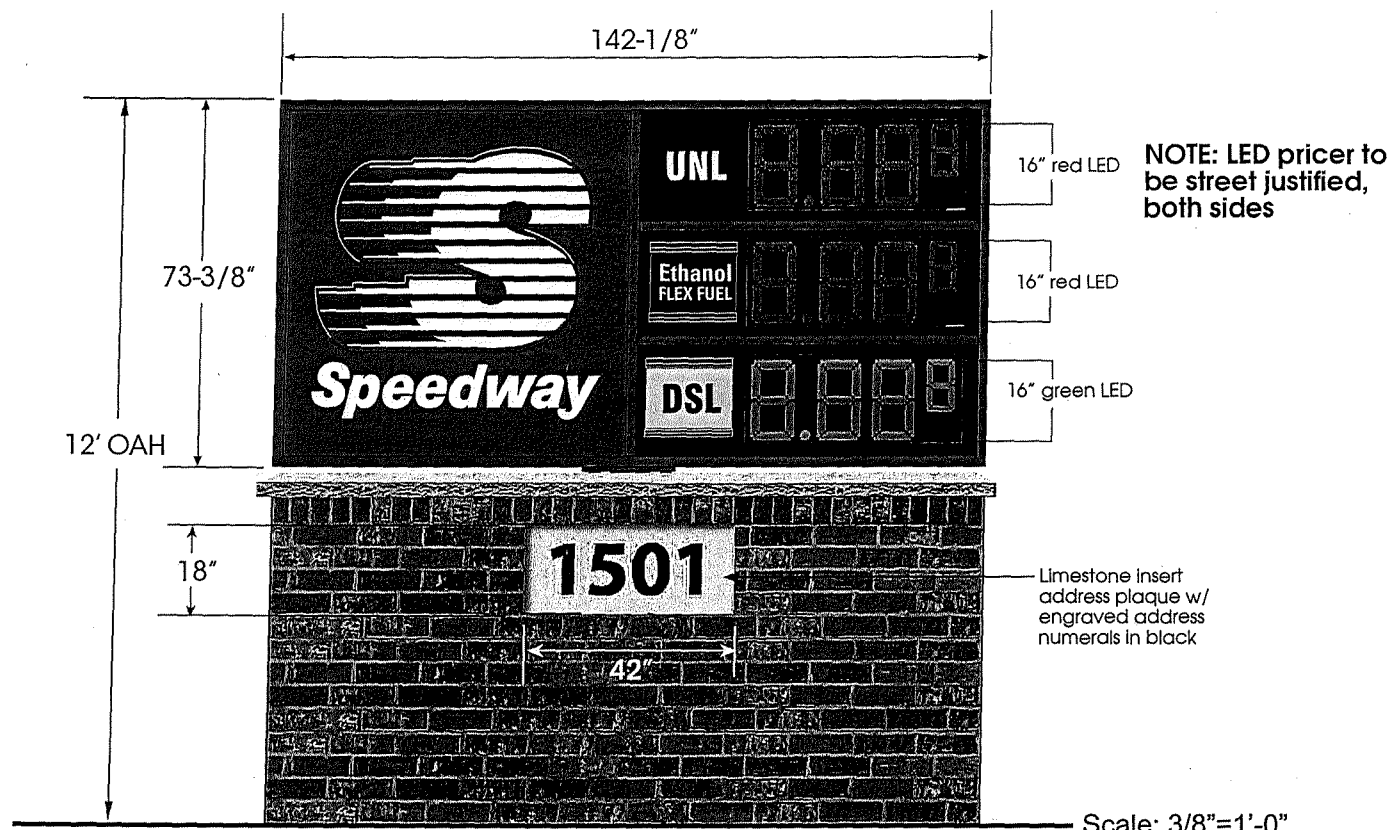 142-1/8"
UNL
16" red LED
NOTE: LED pricer to
be street justified,
both sides
73-3/8"
Ethanol
FLEX FUEL
16" red LED
Speedway
DSL
16" green LED
12' OAH
18"
1501
Limestone insert
address plaque w/
engraved address
numerals in black
42"
Scale: 3/8"=1'-0"